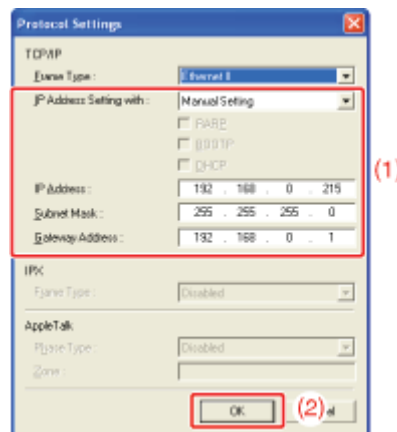 Protocol Settings
TCP/IP
Frame Type :
Ethernet II
IP Address Setting with :
Manual Setting
RARP
BOOTP
DHCP
(1)
IP Address :
192 . 168 . 0 . 215
Subnet Mask :
255 . 255 . 255 . 0
Gateway Address :
192 . 168 . 0 . 1
IPX
Frame Type :
Disabled
AppleTalk
Phase Type :
Disabled
Zone :
OK
(2)
el